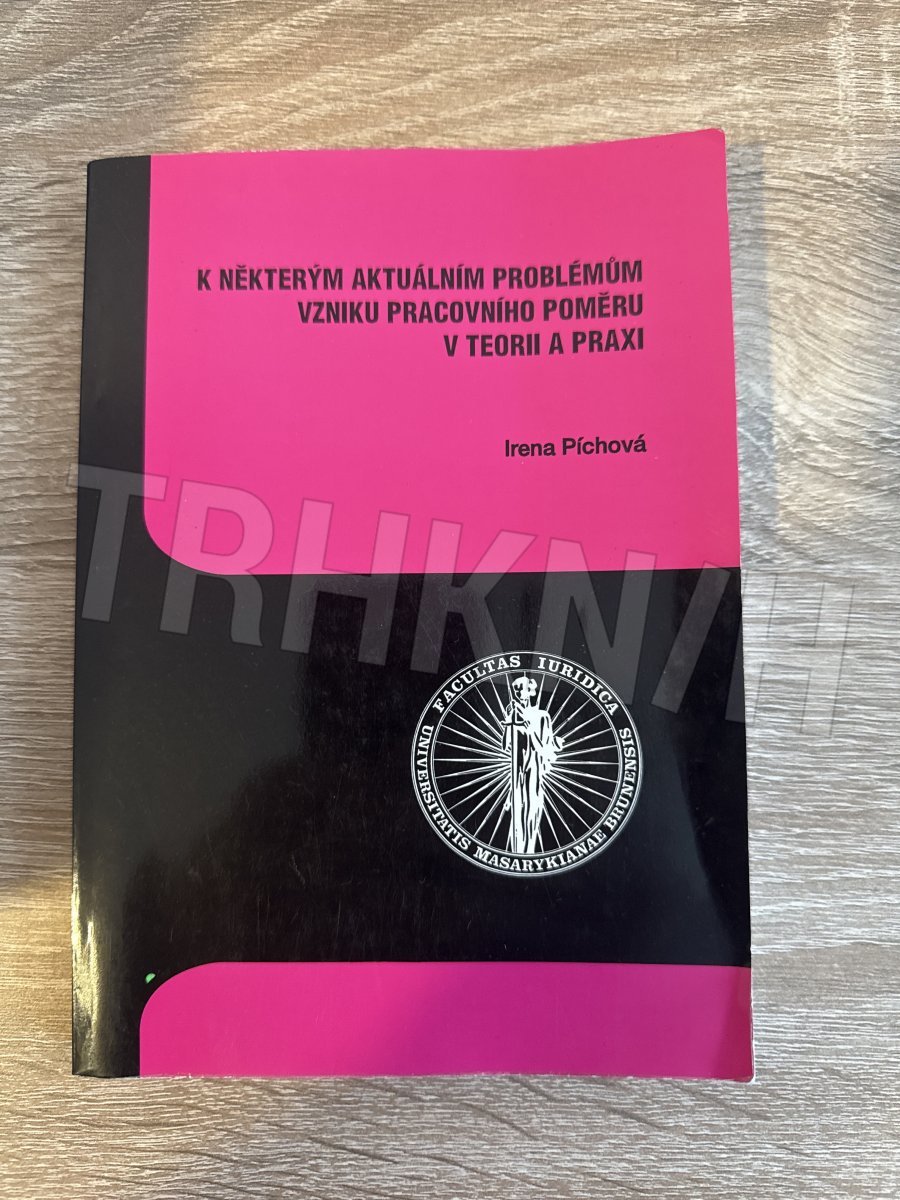 K NĚKTERÝM AKTUÁLNÍM PROBLÉMŮM
VZNIKU PRACOVNÍHO POMĚRU
V TEORII A PRAXI
Irena Píchová
TRHKNIH
FACULTAS IURIDICA
UNIVERSITATIS MASARYKIANAE BRUNENSIS